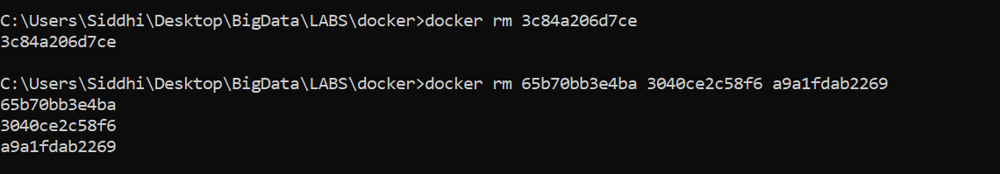 C:\Users\Siddhi\Desktop\BigData\LABS\docker>docker rm 3c84a206d7ce
3c84a206d7ce
C:\Users\Siddhi\Desktop\BigData\LABS\docker>docker rm 65b70bb3e4ba 3040ce2c58f6 a9a1fdab2269
65b70bb3e4ba
3040ce2c58f6
a9a1fdab2269